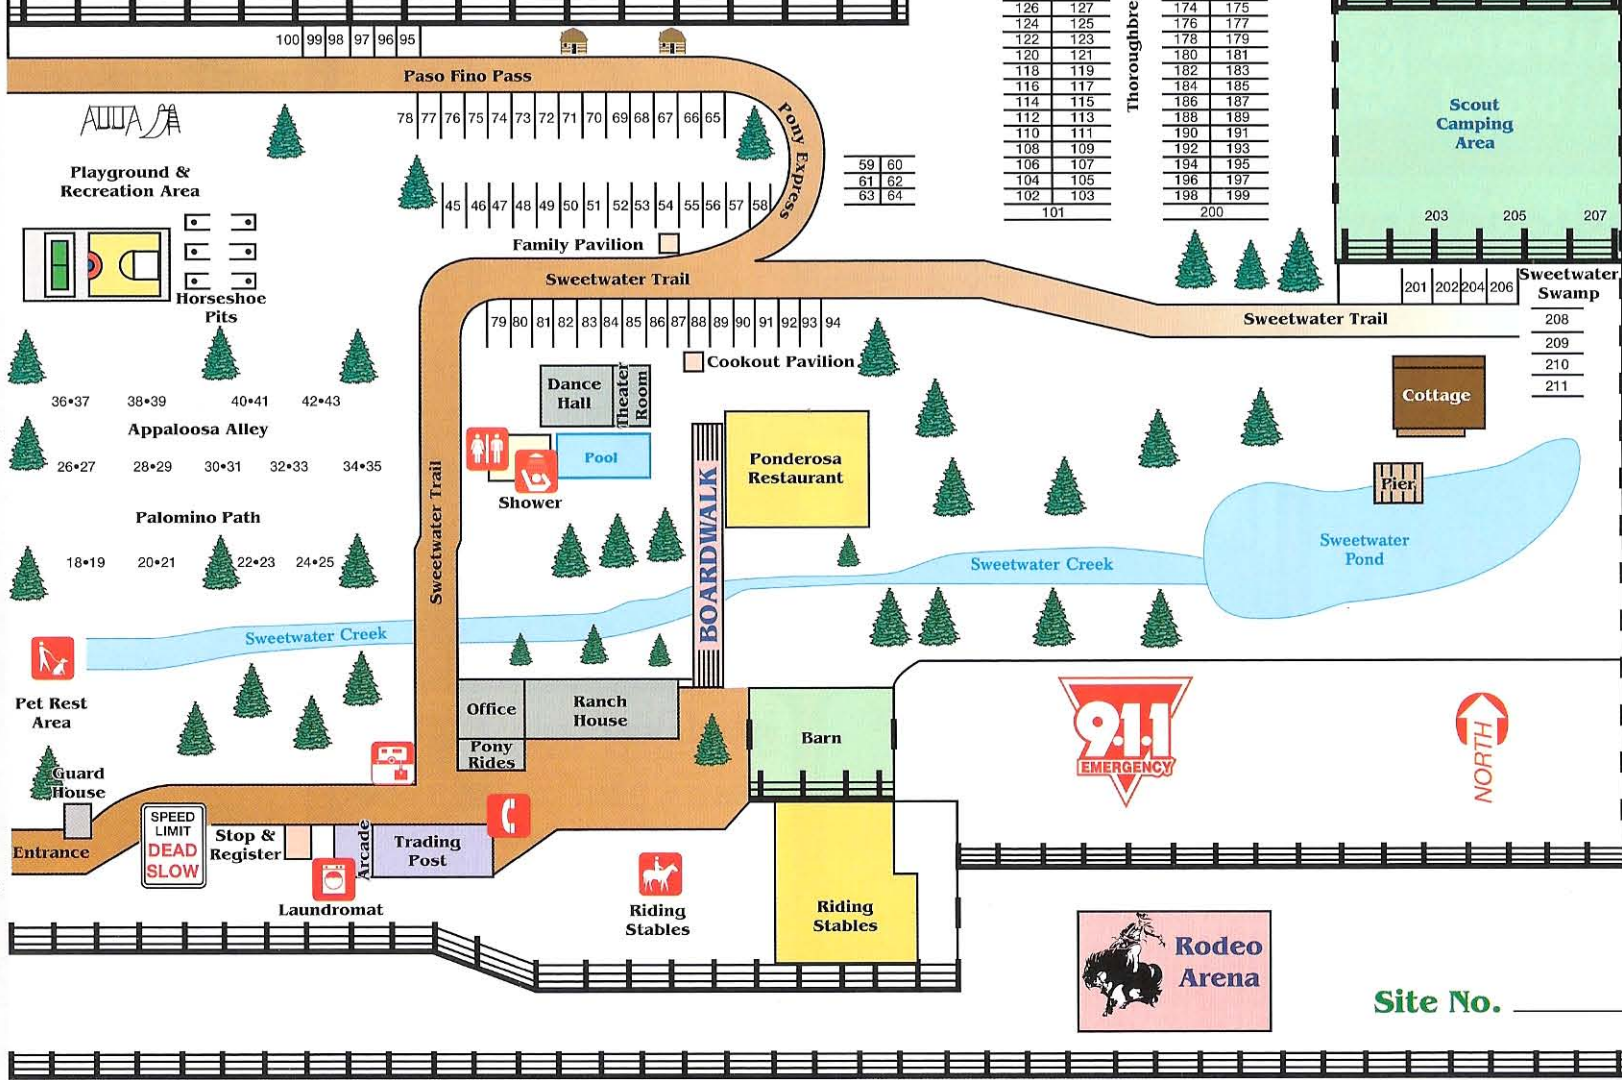 100 99 98 97 96 95
Paso Fino Pass
78 77 76 75 74 73 72 71 70 69 68 67 66 65
Pony Express
Playground &
Recreation Area
45 46 47 48 49 50 51 52 53 54 55 56 57 58
59 60
61 62
63 64
126 127
124 125
122 123
120 121
118 119
116 117
114 115
112 113
110 111
108 109
106 107
104 105
102 103
101
174 175
176 177
178 179
180 181
182 183
184 185
186 187
188 189
190 191
192 193
194 195
196 197
198 199
200
Scout
Camping
Area
203 205 207
201 202 204 206
Sweetwater
Swamp
208
209
210
211
Family Pavilion
Sweetwater Trail
Sweetwater Trail
Horseshoe
Pits
79 80 81 82 83 84 85 86 87 88 89 90 91 92 93 94
Cookout Pavilion
Dance
Hall
Theater
Room
Cottage
36•37 38•39 40•41 42•43
Appaloosa Alley
26•27 28•29 30•31 32•33 34•35
Palomino Path
18•19 20•21 22•23 24•25
Sweetwater Trail
Pool
Shower
BOARDWALK
Ponderosa
Restaurant
Pier
Sweetwater
Pond
Sweetwater Creek
Sweetwater Creek
Pet Rest
Area
Office
Ranch
House
Pony
Rides
Barn
911
EMERGENCY
NORTH
Guard
House
Entrance
SPEED
LIMIT
DEAD
SLOW
Stop &
Register
Arcade
Trading
Post
Laundromat
Riding
Stables
Riding
Stables
Rodeo
Arena
Site No.